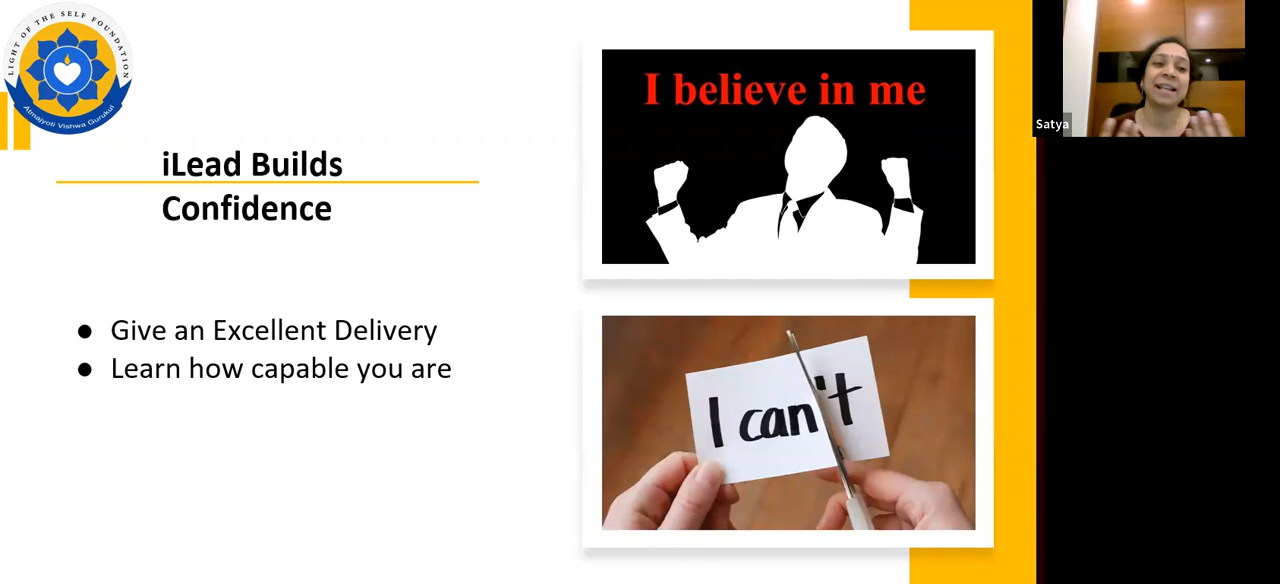 LIGHT OF THE SELF FOUNDATION
Atmajyoti Vishwa Gurukul
iLead Builds
Confidence
● Give an Excellent Delivery
● Learn how capable you are
I believe in me
I can't
Satya